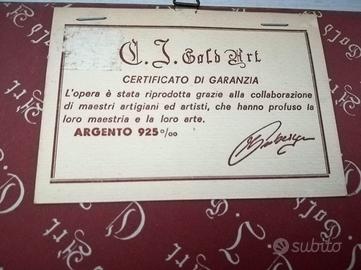 C. J. Gold Art
CERTIFICATO DI GARANZIA
L'opera è stata riprodotta grazie alla collaborazione
di maestri artigiani ed artisti, che hanno profuso la
loro maestria e la loro arte.
ARGENTO 925º/ºº
subito